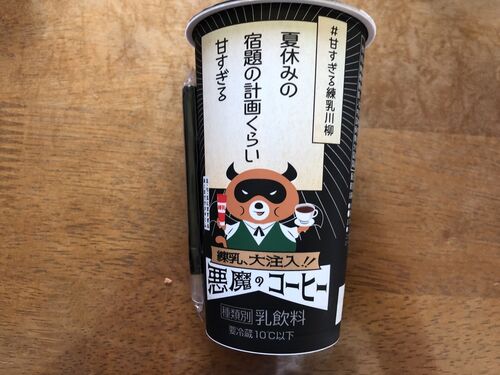 #甘すぎる練乳川柳
夏休みの
宿題の計画くらい
甘すぎる
練乳、大注入!!
悪魔のコーヒー
種類別 乳飲料
要冷蔵10℃以下